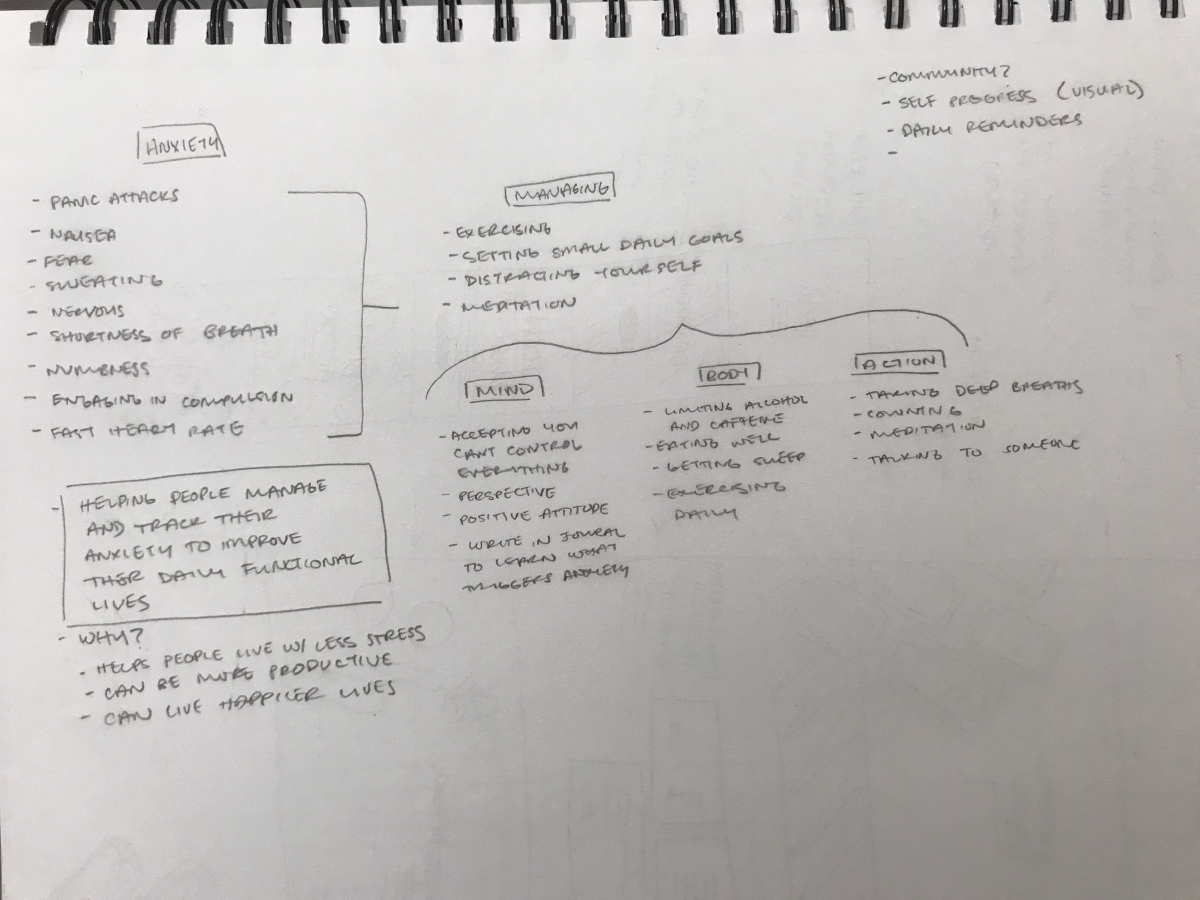 - COMMUNITY?
- SELF PROGRESS (VISUAL)
- DAILY REMINDERS
-
ANXIETY
- PANIC ATTACKS
- NAUSEA
- FEAR
- SWEATING
- NERVOUS
- SHORTNESS OF BREATH
- NUMBNESS
- ENGAGING IN COMPULSION
- FAST HEART RATE
MANAGING
- EXERCISING
- SETTING SMALL DAILY GOALS
- DISTRACTING YOURSELF
- MEDITATION
MIND
- ACCEPTING YOU
CANT CONTROL
EVERYTHING
- PERSPECTIVE
- POSITIVE ATTITUDE
- WRITE IN JOURAL
TO LEARN WHAT
TRIGGERS ANXIETY
BODY
- LIMITING ALCOHOL
AND CAFFEINE
- EATING WELL
- GETTING SLEEP
- EXERCISING
DAILY
ACTION
- TAKING DEEP BREATHS
- COUNTING
- MEDITATION
- TALKING TO SOMEONE
- HELPING PEOPLE MANAGE
AND TRACK THEIR
ANXIETY TO IMPROVE
THER DAILY FUNCTIONAL
LIVES
- WHY?
- HELPS PEOPLE LIVE W/ LESS STRESS
- CAN BE MORE PRODUCTIVE
- CAN LIVE HAPPIER LIVES